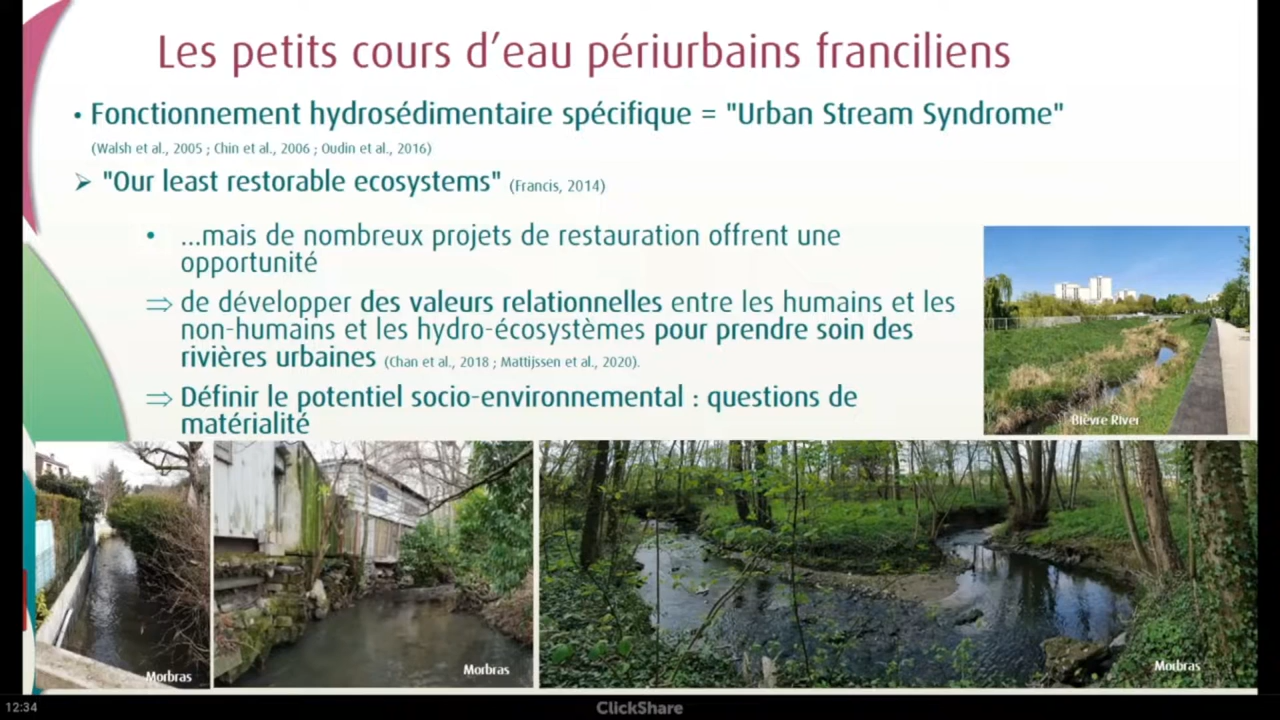 Les petits cours d'eau périurbains franciliens
• Fonctionnement hydrosédimentaire spécifique = "Urban Stream Syndrome"
(Walsh et al., 2005 ; Chin et al., 2006 ; Oudin et al., 2016)
➢ "Our least restorable ecosystems" (Francis, 2014)
• ...mais de nombreux projets de restauration offrent une
opportunité
⇒ de développer des valeurs relationnelles entre les humains et les
non-humains et les hydro-écosystèmes pour prendre soin des
rivières urbaines (Chan et al., 2018 ; Mattijssen et al., 2020).
⇒ Définir le potentiel socio-environnemental : questions de
matérialité
Bièvre River
Morbras
Morbras
Morbras
12:34
ClickShare